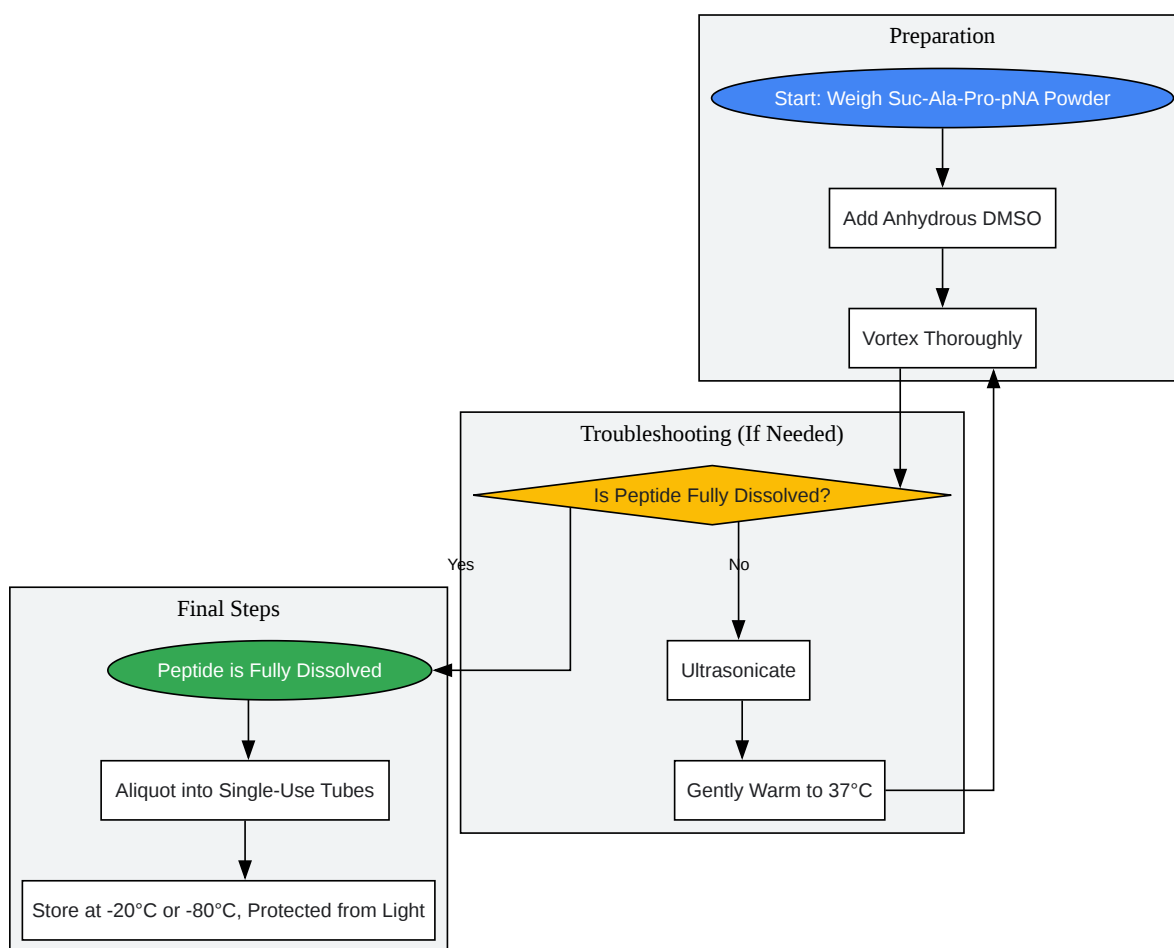 Preparation
Start: Weigh Suc-Ala-Pro-pNA Powder
Add Anhydrous DMSO
Vortex Thoroughly
Troubleshooting (If Needed)
Is Peptide Fully Dissolved?
Yes
No
Ultrasonicate
Gently Warm to 37°C
Final Steps
Peptide is Fully Dissolved
Aliquot into Single-Use Tubes
Store at -20°C or -80°C, Protected from Light